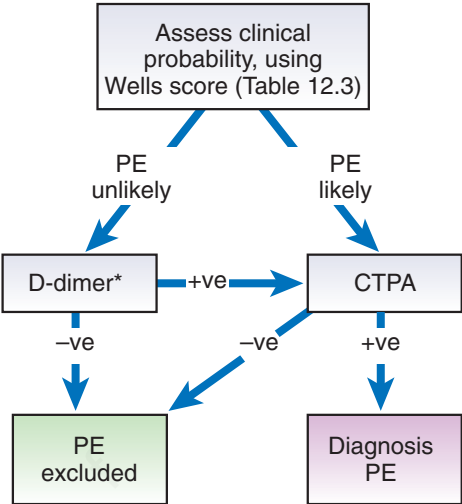 Assess clinical
probability, using
Wells score (Table 12.3)
PE
unlikely
PE
likely
D-dimer*
+ve
CTPA
–ve
–ve
+ve
PE
excluded
Diagnosis
PE